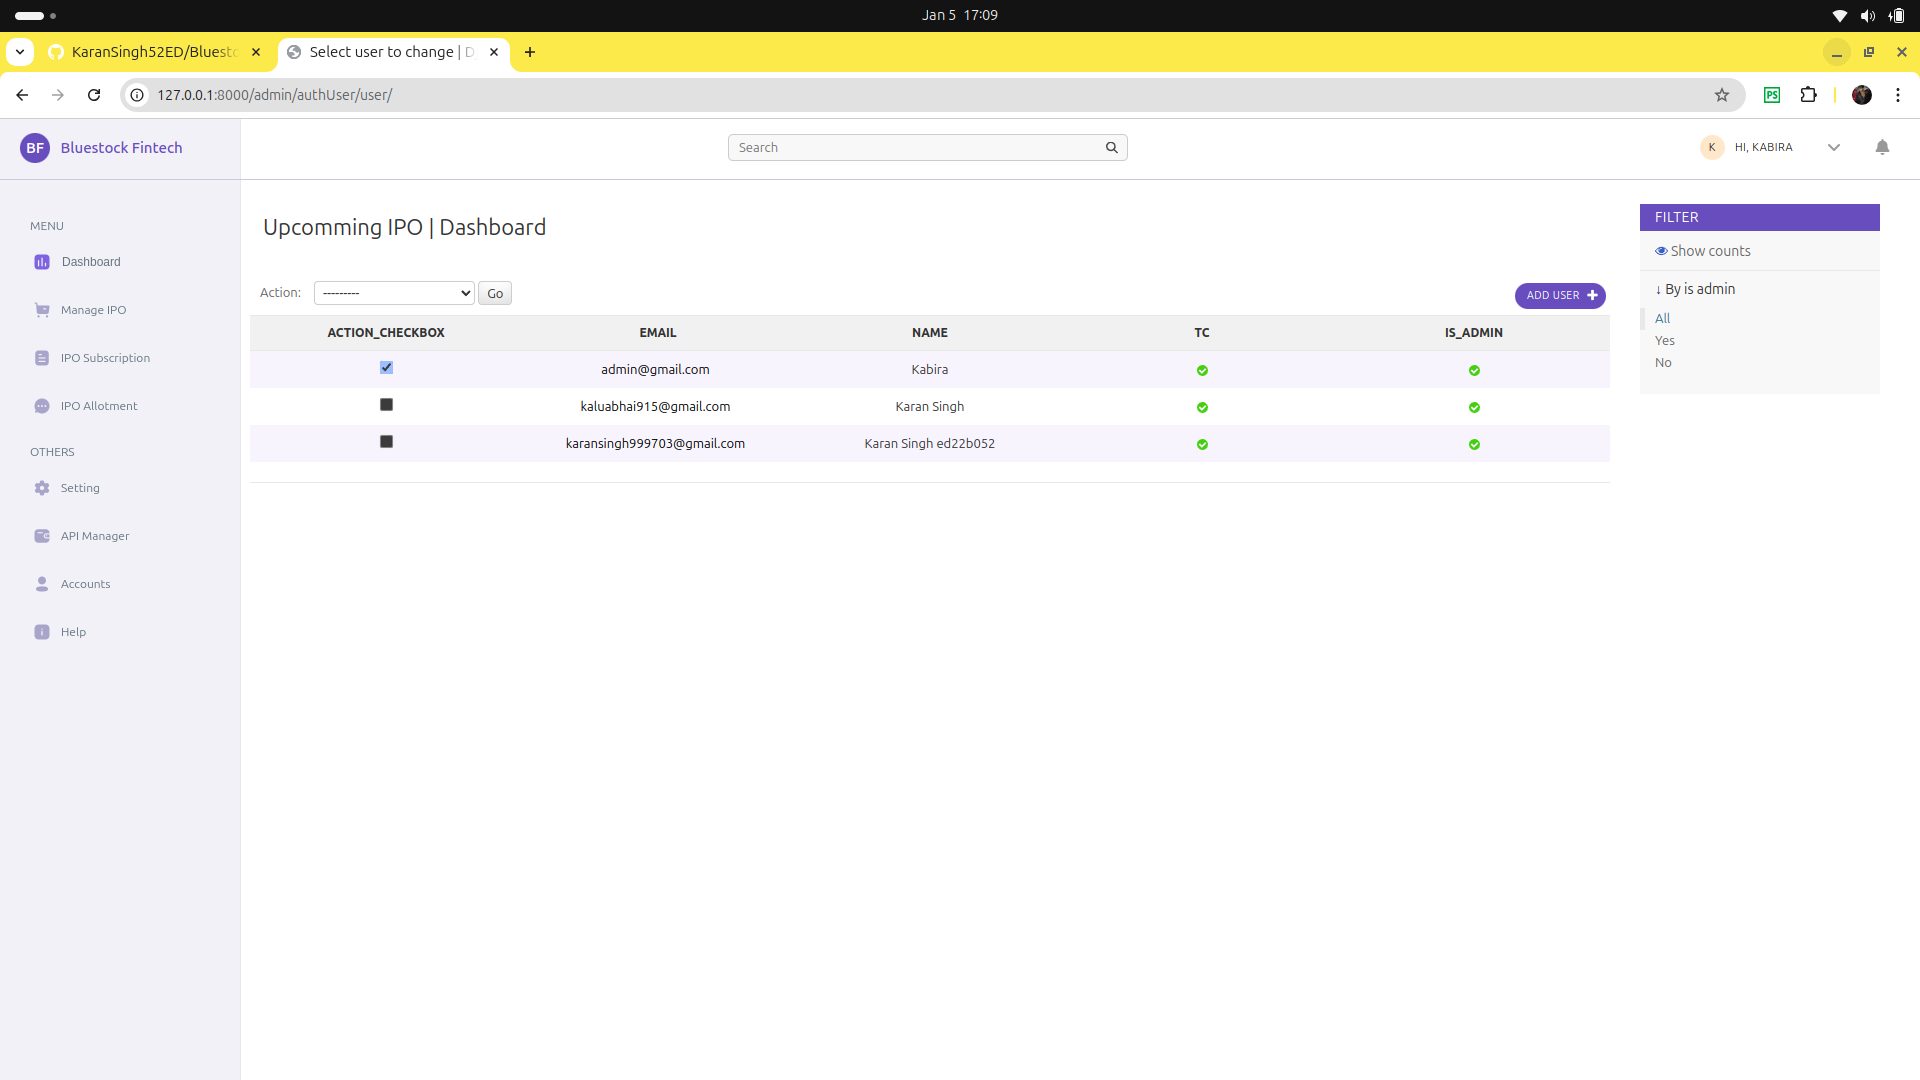 Jan 5 17:09
KaranSingh52ED/Bluesto
Select user to change | D
127.0.0.1:8000/admin/authUser/user/
PS
BF Bluestock Fintech
Search
K HI, KABIRA
MENU
Dashboard
Manage IPO
IPO Subscription
IPO Allotment
OTHERS
Setting
API Manager
Accounts
Help
Upcomming IPO | Dashboard
Action: --------- Go
ADD USER
ACTION_CHECKBOX EMAIL NAME TC IS_ADMIN
admin@gmail.com Kabira
kaluabhai915@gmail.com Karan Singh
karansingh999703@gmail.com Karan Singh ed22b052
FILTER
Show counts
↓ By is admin
All
Yes
No